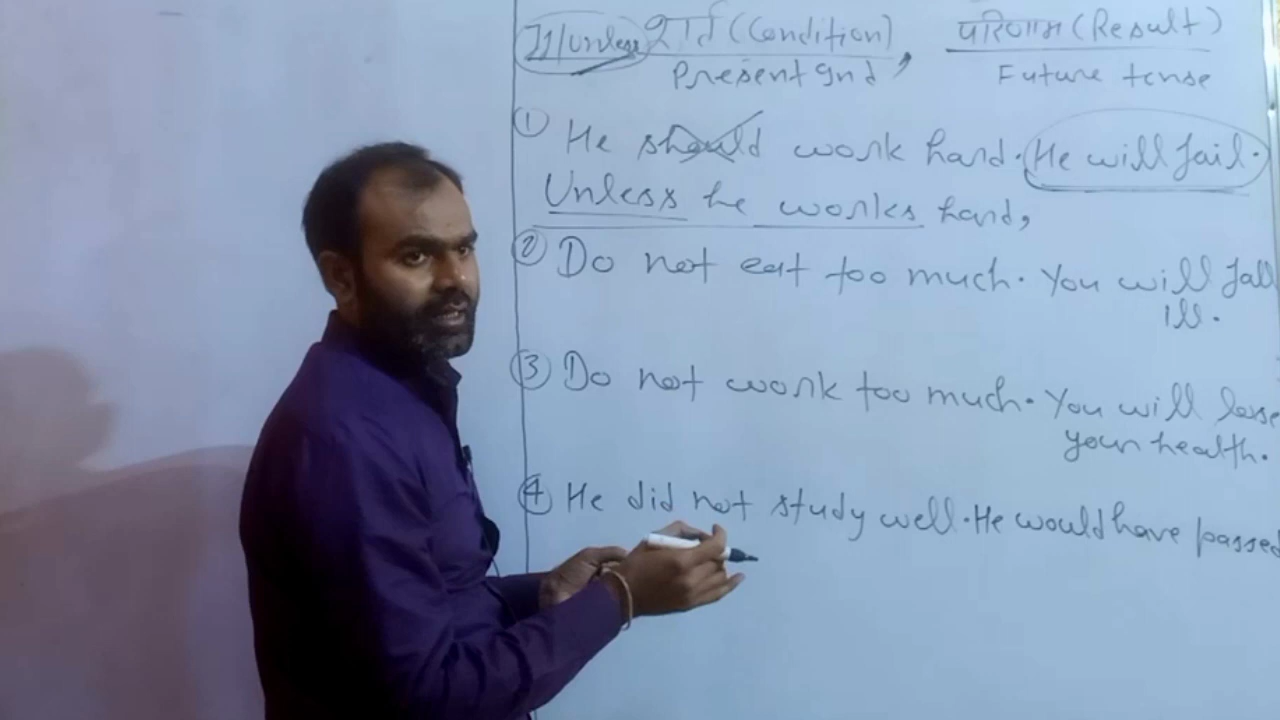 If/Unless शर्त (Condition), परिणाम (Result)
Present Ind Future tense
① He should work hard. He will fail.
Unless he works hard,
② Do not eat too much. You will fall
ill.
③ Do not work too much. You will lose
your health.
④ He did not study well. He would have passed